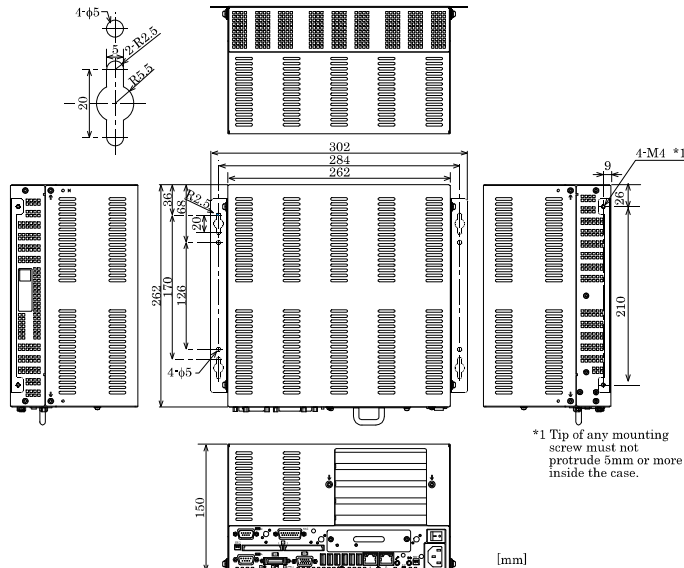 4-φ5
5
2-R2.5
R5.5
20
302
284
262
4-M4 *1
9
26
36
68
R2.5
20
262
170
126
210
4-φ5
*1 Tip of any mounting
screw must not
protrude 5mm or more
inside the case.
150
[mm]